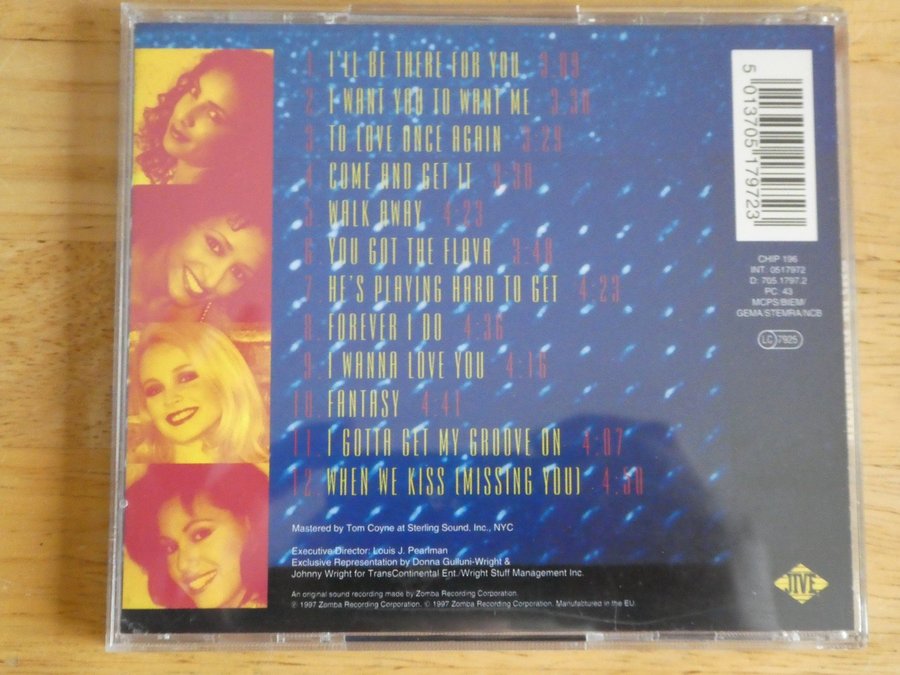 1. I'LL BE THERE FOR YOU 3:09
2. I WANT YOU TO WANT ME 3:38
3. TO LOVE ONCE AGAIN 3:29
4. COME AND GET IT 3:38
5. WALK AWAY 4:23
6. YOU GOT THE FLAVA 3:48
7. HE'S PLAYING HARD TO GET 4:23
8. FOREVER I DO 4:36
9. I WANNA LOVE YOU 4:16
10. FANTASY 4:41
11. I GOTTA GET MY GROOVE ON 4:07
12. WHEN WE KISS (MISSING YOU) 4:50
Mastered by Tom Coyne at Sterling Sound, Inc., NYC
Executive Director: Louis J. Pearlman
Exclusive Representation by Donna Gulluni-Wright &
Johnny Wright for TransContinental Ent./Wright Stuff Management Inc.
An original sound recording made by Zomba Recording Corporation.
℗ 1997 Zomba Recording Corporation. © 1997 Zomba Recording Corporation. Manufactured in the EU.
5 013705 179723
CHIP 196
INT. 0517972
D: 705.1797.2
PC. 43
MCPS/BIEM/
GEMA/STEMRA/NCB
LC 7925
JIVE